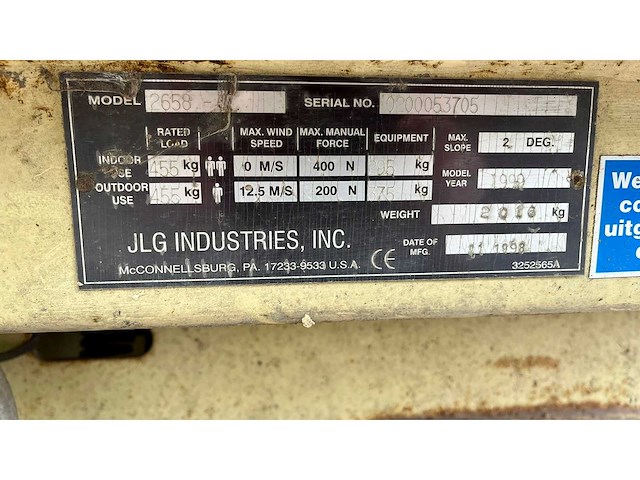 MODEL 2658 SERIAL NO. 0200053705
RATED LOAD MAX. WIND SPEED MAX. MANUAL FORCE EQUIPMENT MAX. SLOPE 2 DEG.
INDOOR USE 455 kg 0 M/S 400 N kg
OUTDOOR USE 455 kg 12.5 M/S 200 N 75 kg
MODEL YEAR
WEIGHT kg
JLG INDUSTRIES, INC.
DATE OF MFG. 1998
McCONNELLSBURG, PA. 17233-9533 U.S.A. CE
3252565A
We
co
uitg